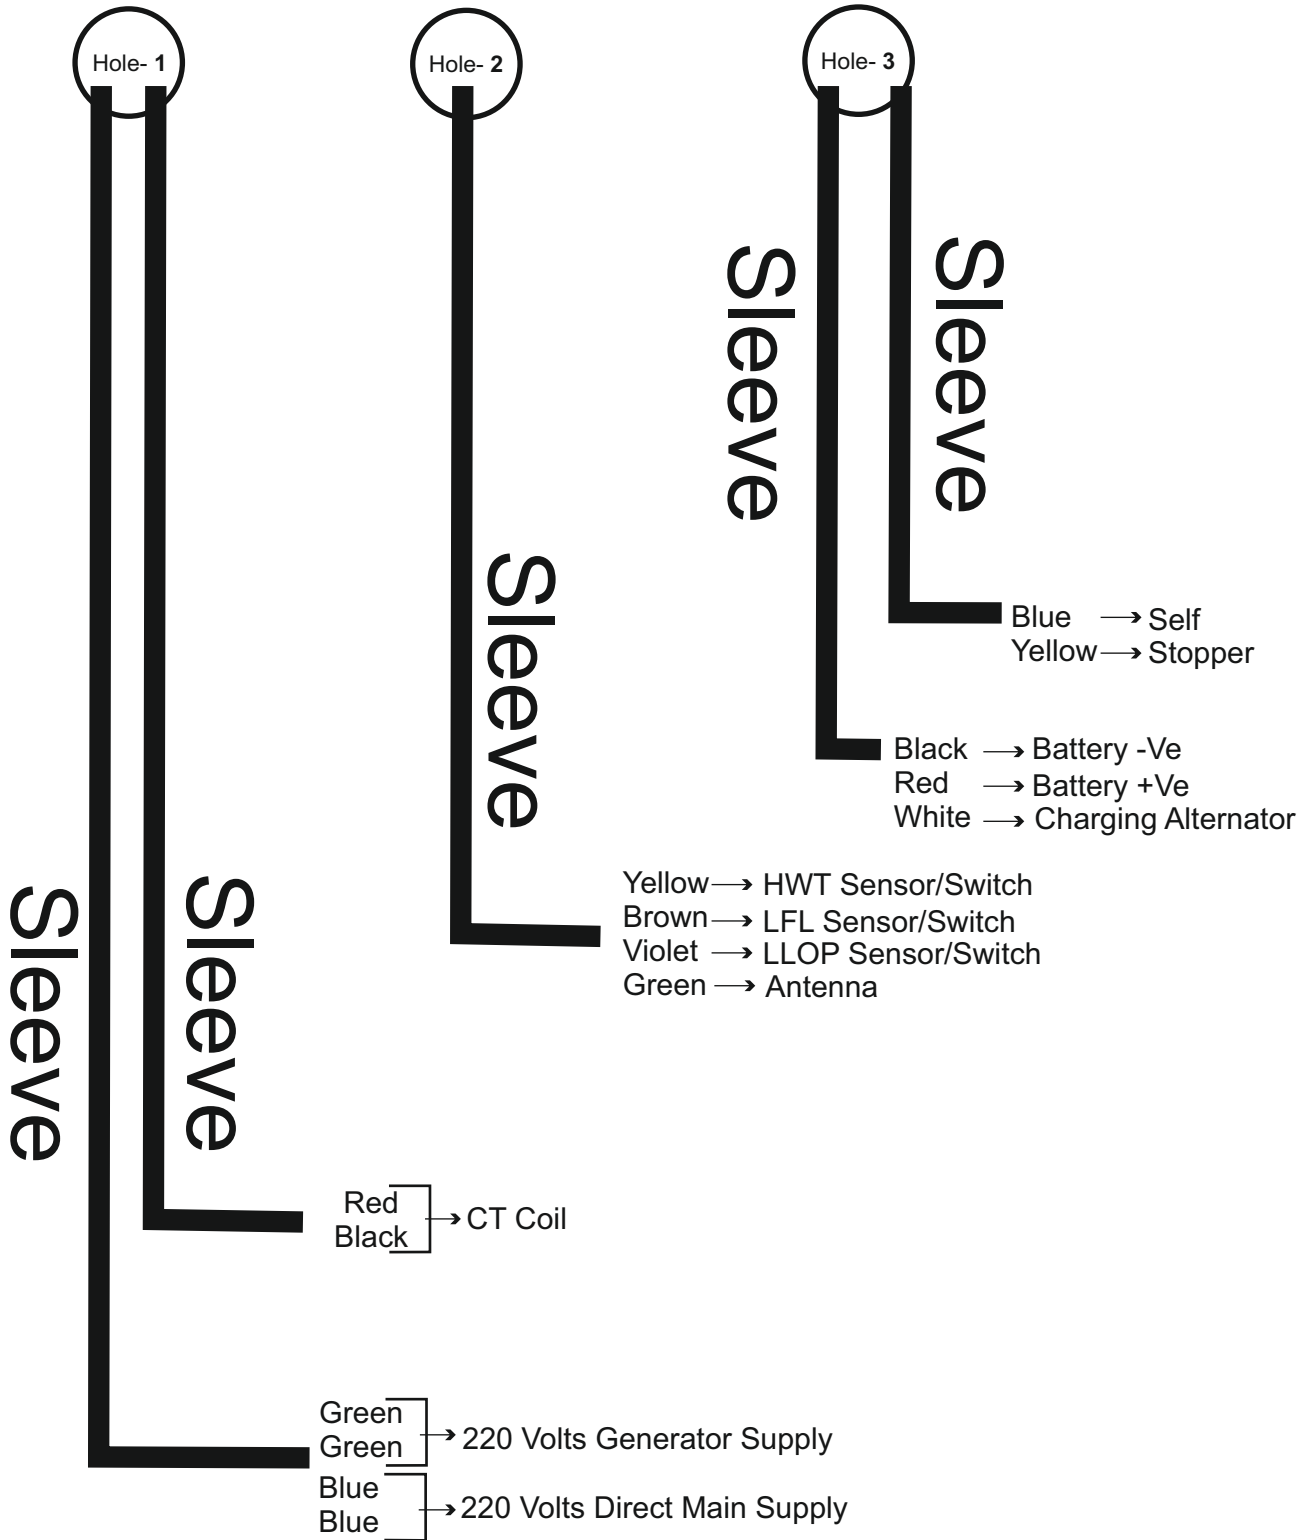 Hole- 1
Hole- 2
Hole- 3
Sleeve
Sleeve
Blue → Self
Yellow → Stopper
Black → Battery -Ve
Red → Battery +Ve
White → Charging Alternator
Sleeve
Yellow → HWT Sensor/Switch
Brown → LFL Sensor/Switch
Violet → LLOP Sensor/Switch
Green → Antenna
Sleeve
Sleeve
Red
Black
→ CT Coil
Green
Green
→ 220 Volts Generator Supply
Blue
Blue
→ 220 Volts Direct Main Supply